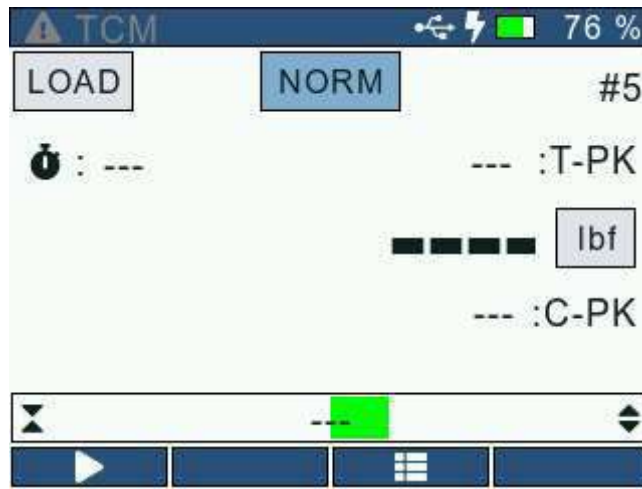 TCM 76 %
LOAD NORM #5
: --- --- :T-PK
---- lbf
--- :C-PK
---